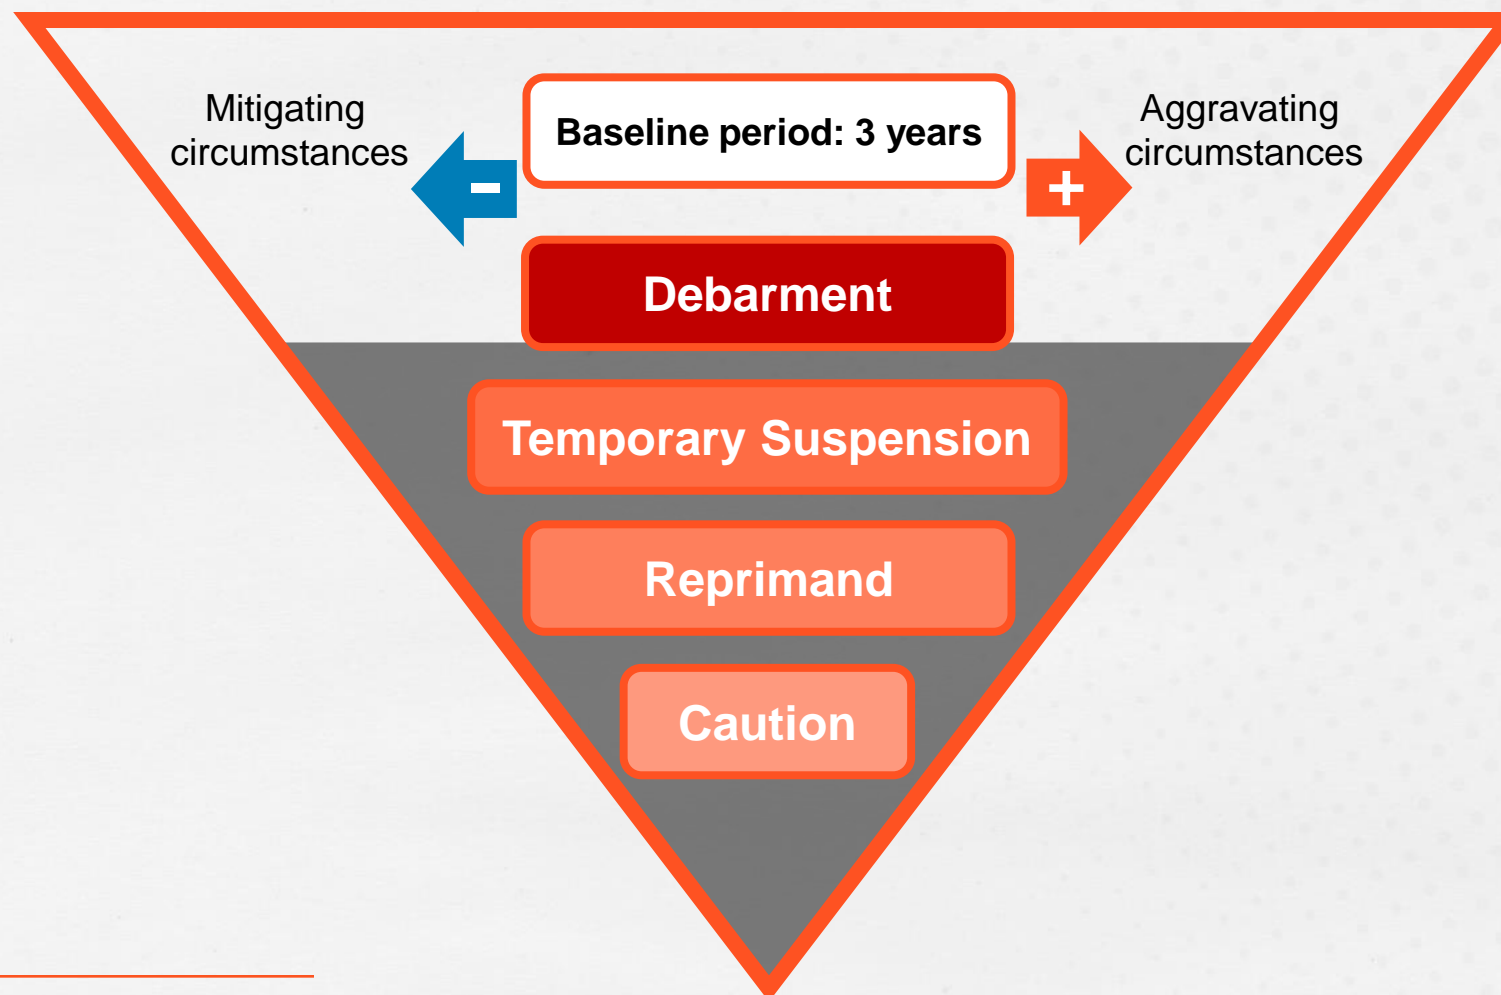 Mitigating
circumstances
Baseline period: 3 years
Aggravating
circumstances
-
+
Debarment
Temporary Suspension
Reprimand
Caution